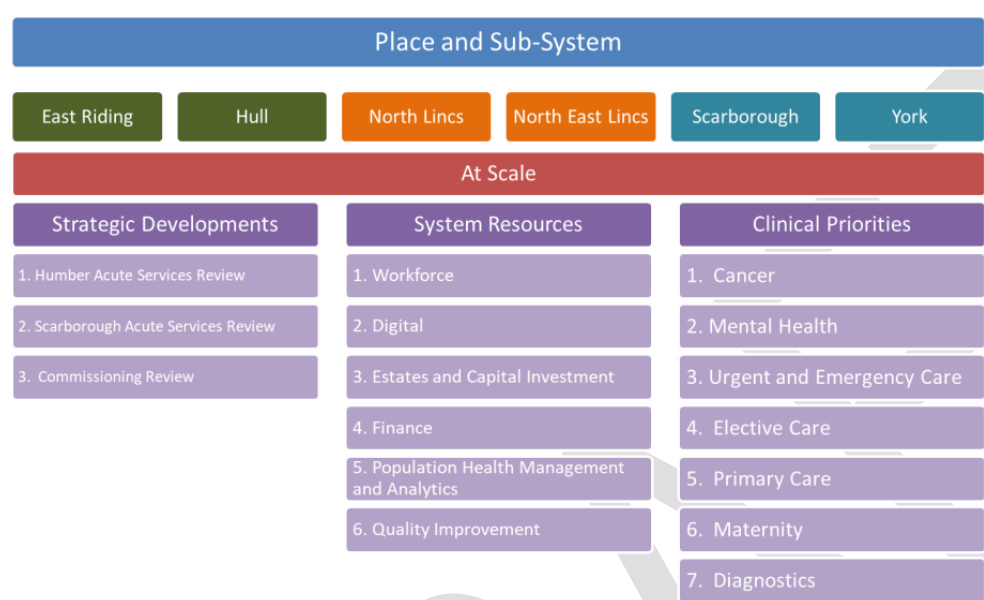 Place and Sub-System
East Riding
Hull
North Lincs
North East Lincs
Scarborough
York
At Scale
Strategic Developments
1. Humber Acute Services Review
2. Scarborough Acute Services Review
3. Commissioning Review
System Resources
1. Workforce
2. Digital
3. Estates and Capital Investment
4. Finance
5. Population Health Management
and Analytics
6. Quality Improvement
Clinical Priorities
1. Cancer
2. Mental Health
3. Urgent and Emergency Care
4. Elective Care
5. Primary Care
6. Maternity
7. Diagnostics